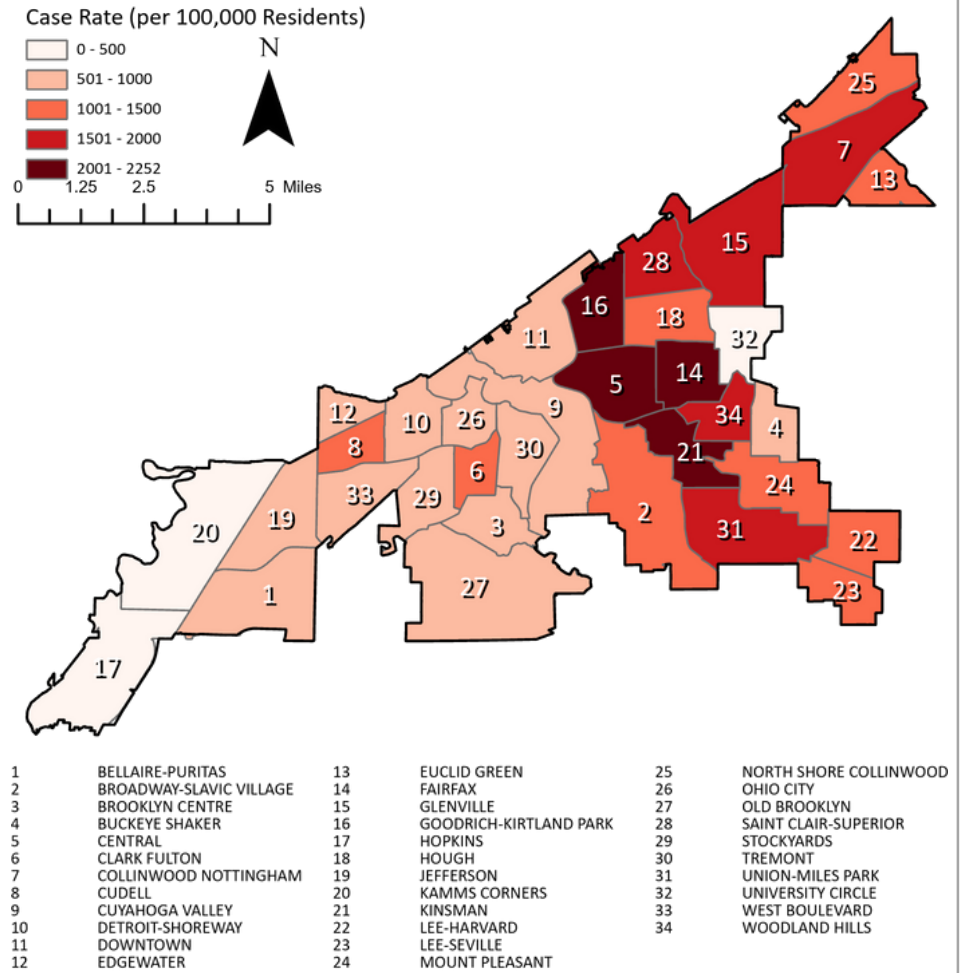 Case Rate (per 100,000 Residents)
0 - 500
501 - 1000
1001 - 1500
1501 - 2000
2001 - 2252
N
0 1.25 2.5 5 Miles
25
7
13
15
28
16
18
11
32
14
5
34
12
9
4
10
26
8
30
21
6
24
33
29
2
19
3
20
31
22
27
23
1
17
1 BELLAIRE-PURITAS 13 EUCLID GREEN 25 NORTH SHORE COLLINWOOD
2 BROADWAY-SLAVIC VILLAGE 14 FAIRFAX 26 OHIO CITY
3 BROOKLYN CENTRE 15 GLENVILLE 27 OLD BROOKLYN
4 BUCKEYE SHAKER 16 GOODRICH-KIRTLAND PARK 28 SAINT CLAIR-SUPERIOR
5 CENTRAL 17 HOPKINS 29 STOCKYARDS
6 CLARK FULTON 18 HOUGH 30 TREMONT
7 COLLINWOOD NOTTINGHAM 19 JEFFERSON 31 UNION-MILES PARK
8 CUDELL 20 KAMMS CORNERS 32 UNIVERSITY CIRCLE
9 CUYAHOGA VALLEY 21 KINSMAN 33 WEST BOULEVARD
10 DETROIT-SHOREWAY 22 LEE-HARVARD 34 WOODLAND HILLS
11 DOWNTOWN 23 LEE-SEVILLE
12 EDGEWATER 24 MOUNT PLEASANT